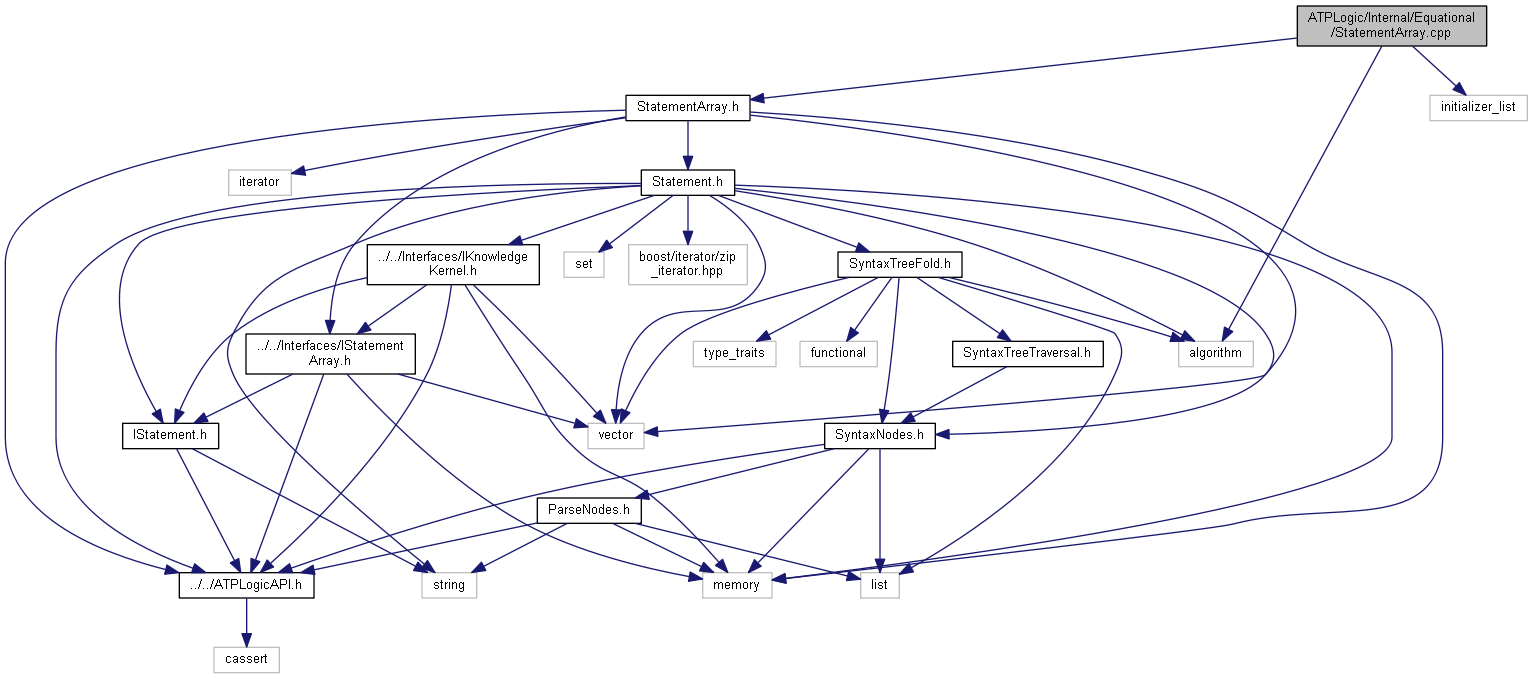 ATPLogic/Internal/Equational
/StatementArray.cpp
StatementArray.h
initializer_list
iterator
Statement.h
../../Interfaces/IKnowledge
Kernel.h
set
boost/iterator/zip
_iterator.hpp
SyntaxTreeFold.h
../../Interfaces/IStatement
Array.h
type_traits
functional
SyntaxTreeTraversal.h
algorithm
IStatement.h
vector
SyntaxNodes.h
ParseNodes.h
../../ATPLogicAPI.h
string
memory
list
cassert